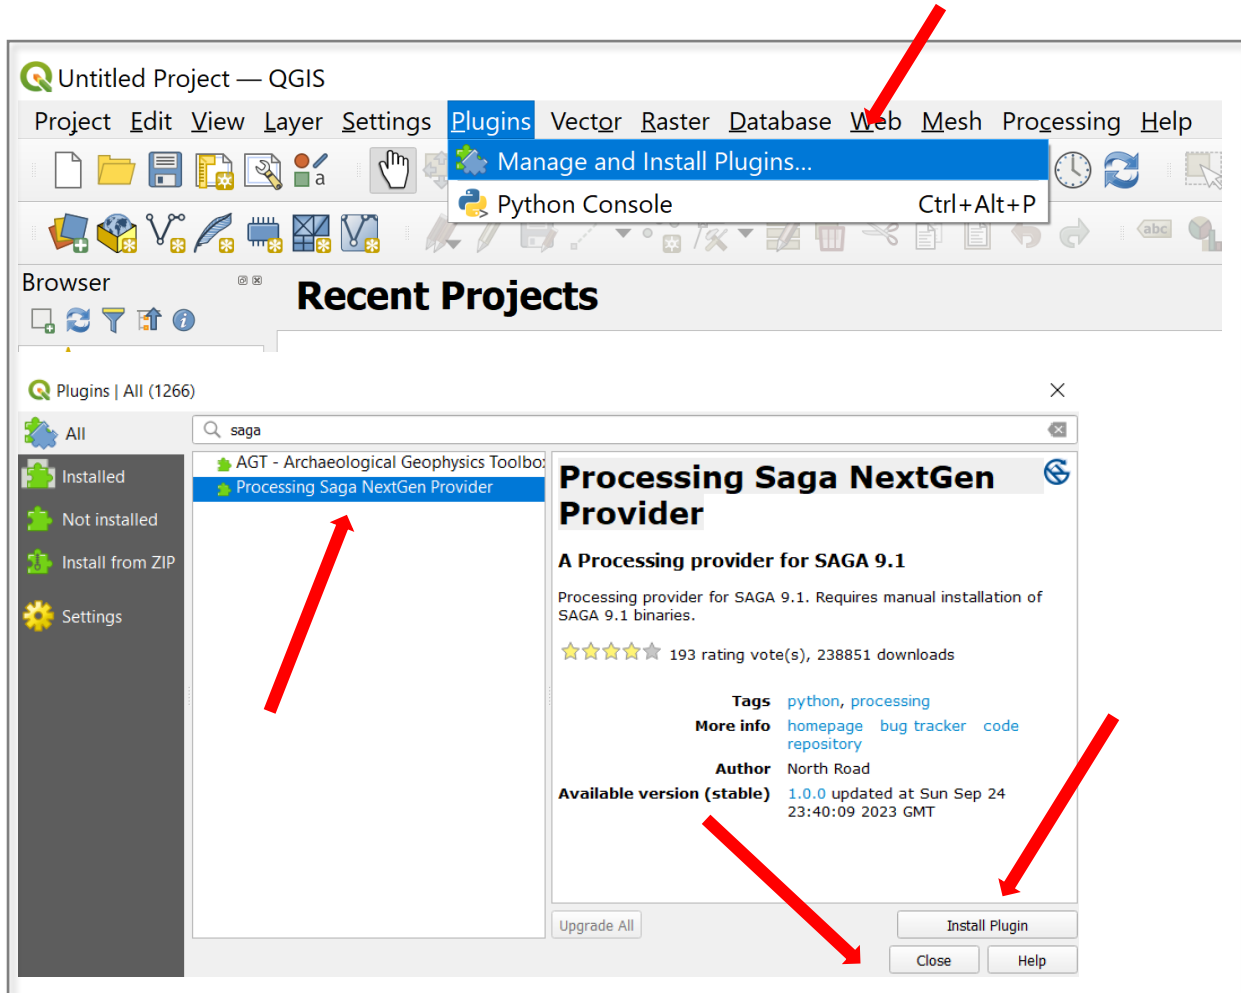 Untitled Project — QGIS
Project Edit View Layer Settings Plugins Vector Raster Database Web Mesh Processing Help
Manage and Install Plugins...
Python Console Ctrl+Alt+P
a
abc
Browser
Recent Projects
Plugins | All (1266)
All
saga
Installed
Not installed
Install from ZIP
Settings
AGT - Archaeological Geophysics Toolbo
Processing Saga NextGen Provider
Processing Saga NextGen
Provider
A Processing provider for SAGA 9.1
Processing provider for SAGA 9.1. Requires manual installation of
SAGA 9.1 binaries.
193 rating vote(s), 238851 downloads
Tags python, processing
More info homepage bug tracker code
repository
Author North Road
Available version (stable) 1.0.0 updated at Sun Sep 24
23:40:09 2023 GMT
Upgrade All
Install Plugin
Close
Help